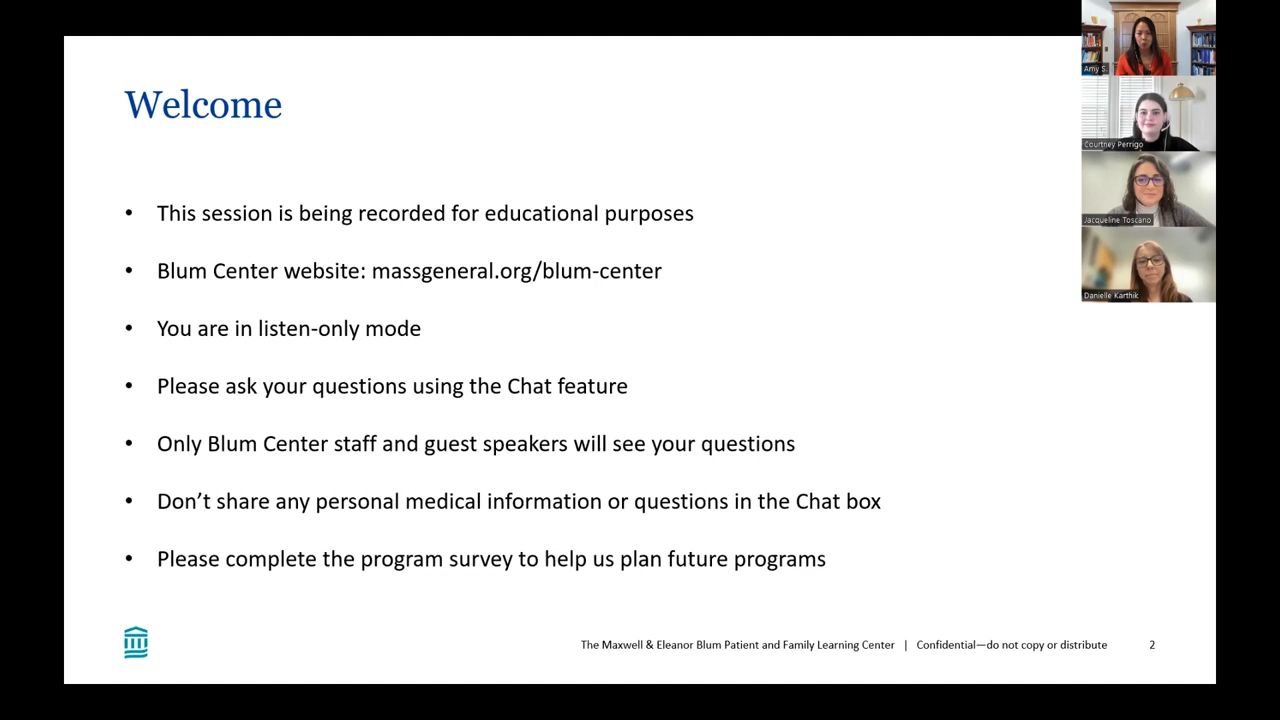 Welcome
• This session is being recorded for educational purposes
• Blum Center website: massgeneral.org/blum-center
• You are in listen-only mode
• Please ask your questions using the Chat feature
• Only Blum Center staff and guest speakers will see your questions
• Don’t share any personal medical information or questions in the Chat box
• Please complete the program survey to help us plan future programs
The Maxwell & Eleanor Blum Patient and Family Learning Center | Confidential—do not copy or distribute 2
Amy S.
Courtney Perrigo
Jacqueline Toscano
Danielle Karthik